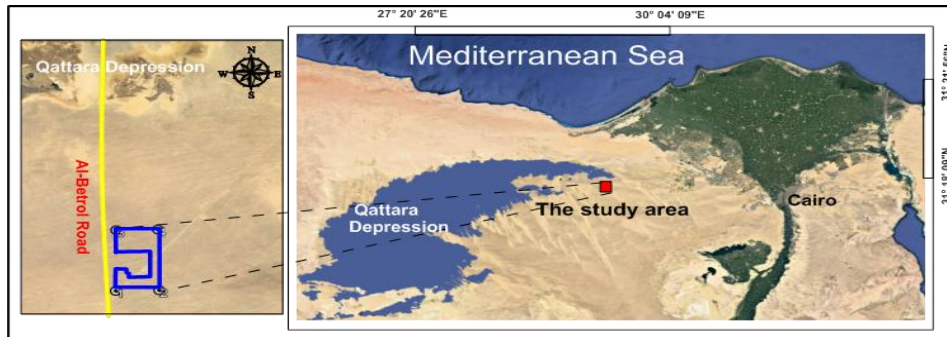 27° 20' 26"E
30° 04' 09"E
Qattara Depression
N
W
E
S
Al-Betrol Road
Mediterranean Sea
Qattara
Depression
The study area
Cairo